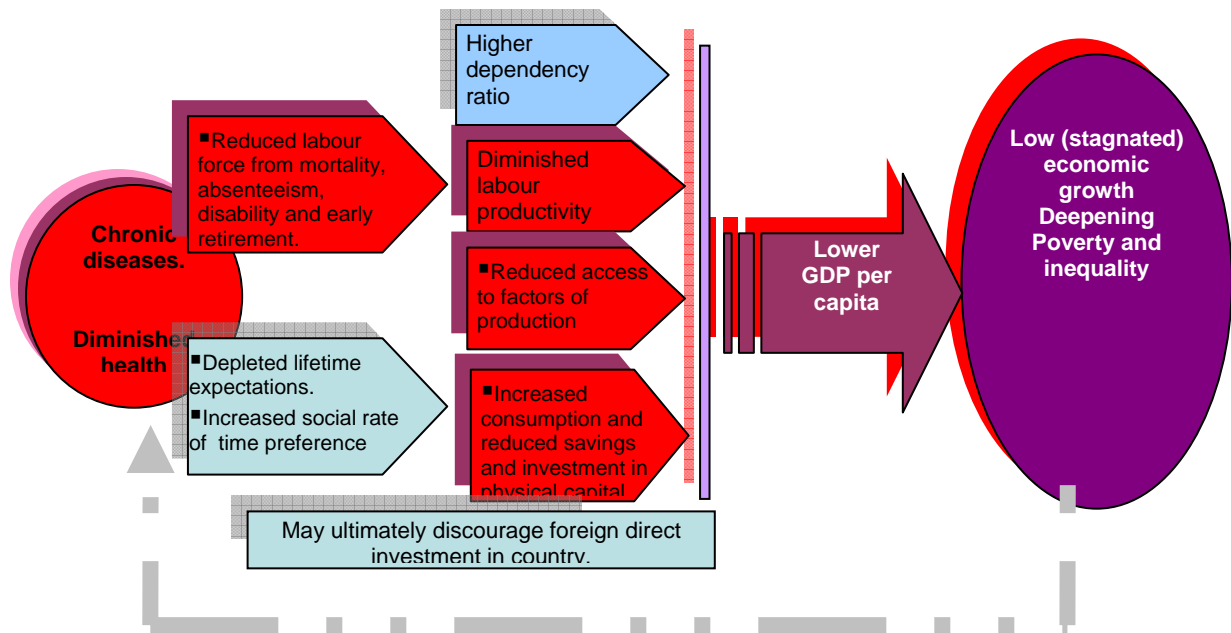 Chronic
diseases.
Diminished
health
▪Reduced labour
force from mortality,
absenteeism,
disability and early
retirement.
▪Depleted lifetime
expectations.
▪Increased social rate
of time preference
Higher
dependency
ratio
Diminished
labour
productivity
▪Reduced access
to factors of
production
▪Increased
consumption and
reduced savings
and investment in
physical capital
May ultimately discourage foreign direct
investment in country.
Lower
GDP per
capita
Low (stagnated)
economic
growth
Deepening
Poverty and
inequality